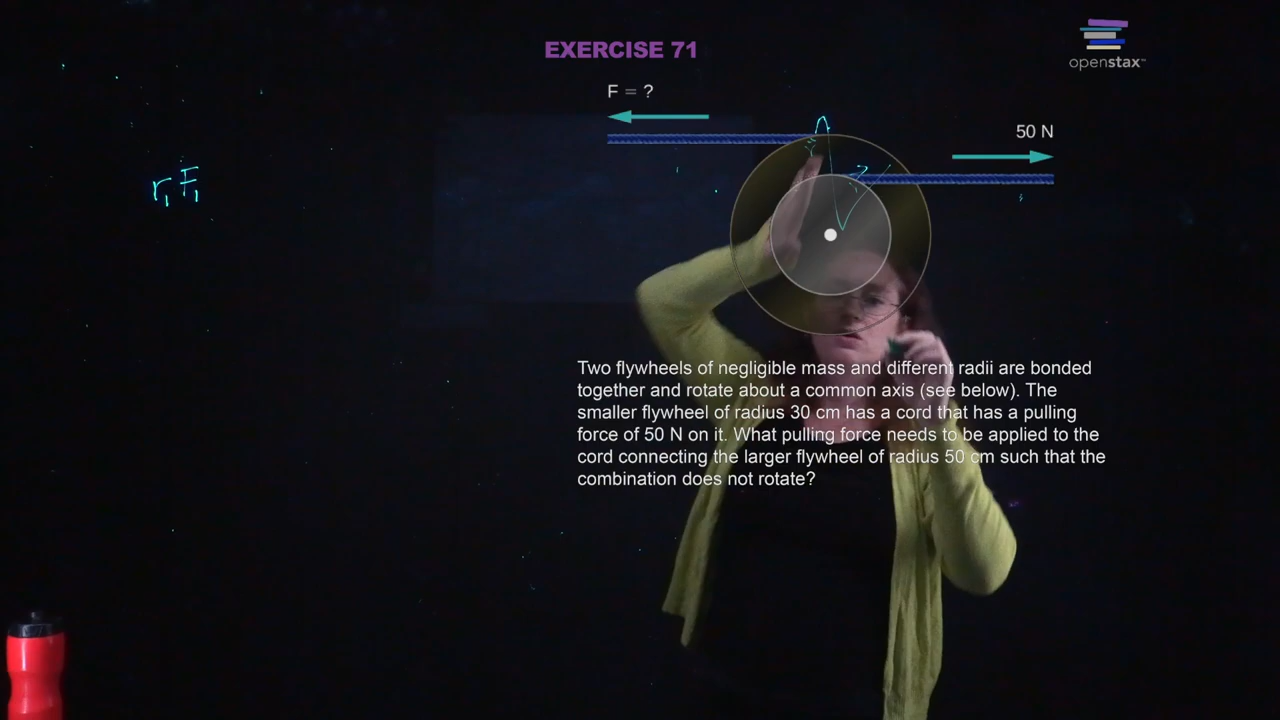 EXERCISE 71
openstax™
F = ?
50 N
r₁F₁
Two flywheels of negligible mass and different radii are bonded
together and rotate about a common axis (see below). The
smaller flywheel of radius 30 cm has a cord that has a pulling
force of 50 N on it. What pulling force needs to be applied to the
cord connecting the larger flywheel of radius 50 cm such that the
combination does not rotate?